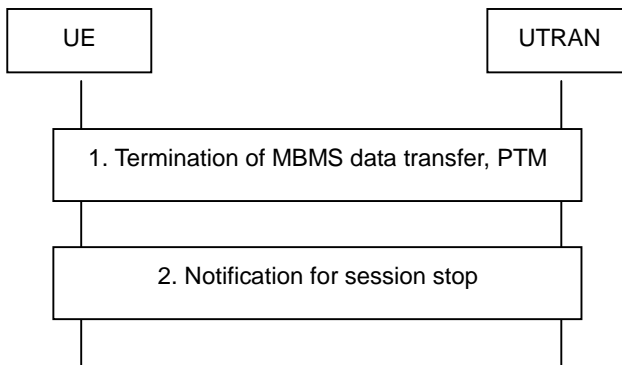 UE
UTRAN
1. Termination of MBMS data transfer, PTM
2. Notification for session stop